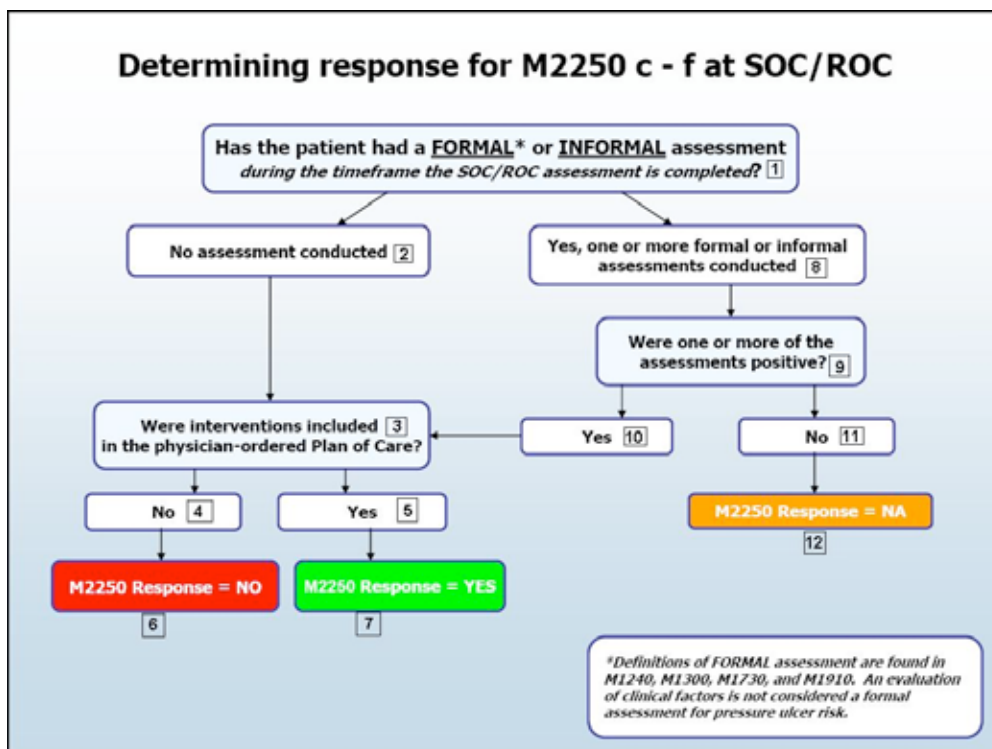 Determining response for M2250 c - f at SOC/ROC
Has the patient had a FORMAL* or INFORMAL assessment
during the timeframe the SOC/ROC assessment is completed? 1
No assessment conducted 2
Yes, one or more formal or informal
assessments conducted 8
Were one or more of the
assessments positive? 9
Were interventions included 3
in the physician-ordered Plan of Care?
Yes 10
No 11
No 4
Yes 5
M2250 Response = NA
12
M2250 Response = NO
6
M2250 Response = YES
7
*Definitions of FORMAL assessment are found in
M1240, M1300, M1730, and M1910. An evaluation
of clinical factors is not considered a formal
assessment for pressure ulcer risk.